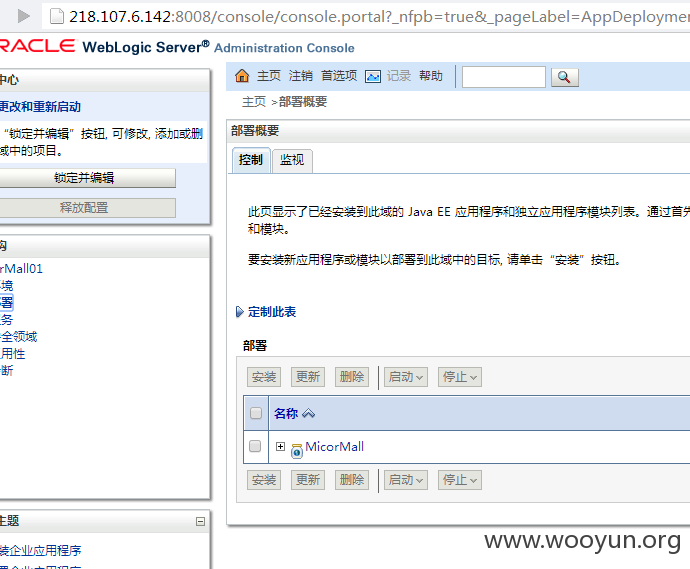 218.107.6.142:8008/console/console.portal?_nfpb=true&_pageLabel=AppDeploymen
RACLE WebLogic Server® Administration Console
中心
更改和重新启动
“锁定并编辑”按钮, 可修改, 添加或删
域中的项目。
锁定并编辑
释放配置
构
rMall01
境
署
务
全领域
用性
断
主题
装企业应用程序
企业应用程序
主页 注销 首选项 记录 帮助
主页 >部署概要
部署概要
控制 监视
此页显示了已经安装到此域的 Java EE 应用程序和独立应用程序模块列表。通过首先
和模块。
要安装新应用程序或模块以部署到此域中的目标, 请单击“安装”按钮。
定制此表
部署
安装 更新 删除 启动 停止
名称
MicorMall
安装 更新 删除 启动 停止
www.wooyun.org